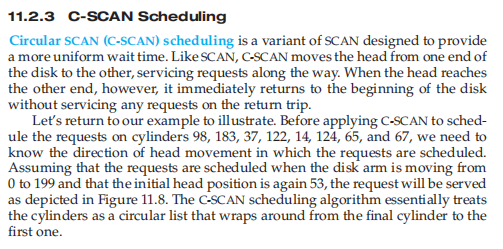 11.2.3 C-SCAN Scheduling
Circular SCAN (C-SCAN) scheduling is a variant of SCAN designed to provide
a more uniform wait time. Like SCAN, C-SCAN moves the head from one end of
the disk to the other, servicing requests along the way. When the head reaches
the other end, however, it immediately returns to the beginning of the disk
without servicing any requests on the return trip.
Let's return to our example to illustrate. Before applying C-SCAN to sched-
ule the requests on cylinders 98, 183, 37, 122, 14, 124, 65, and 67, we need to
know the direction of head movement in which the requests are scheduled.
Assuming that the requests are scheduled when the disk arm is moving from
0 to 199 and that the initial head position is again 53, the request will be served
as depicted in Figure 11.8. The C-SCAN scheduling algorithm essentially treats
the cylinders as a circular list that wraps around from the final cylinder to the
first one.